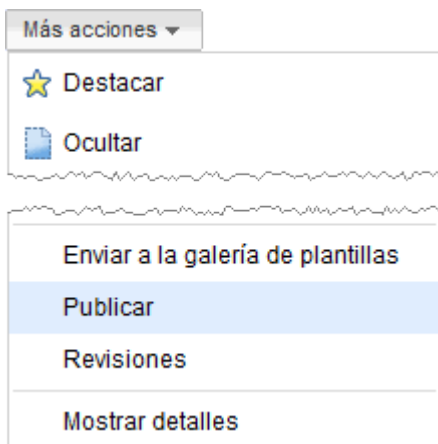 Más acciones
Destacar
Ocultar
Enviar a la galería de plantillas
Publicar
Revisiones
Mostrar detalles